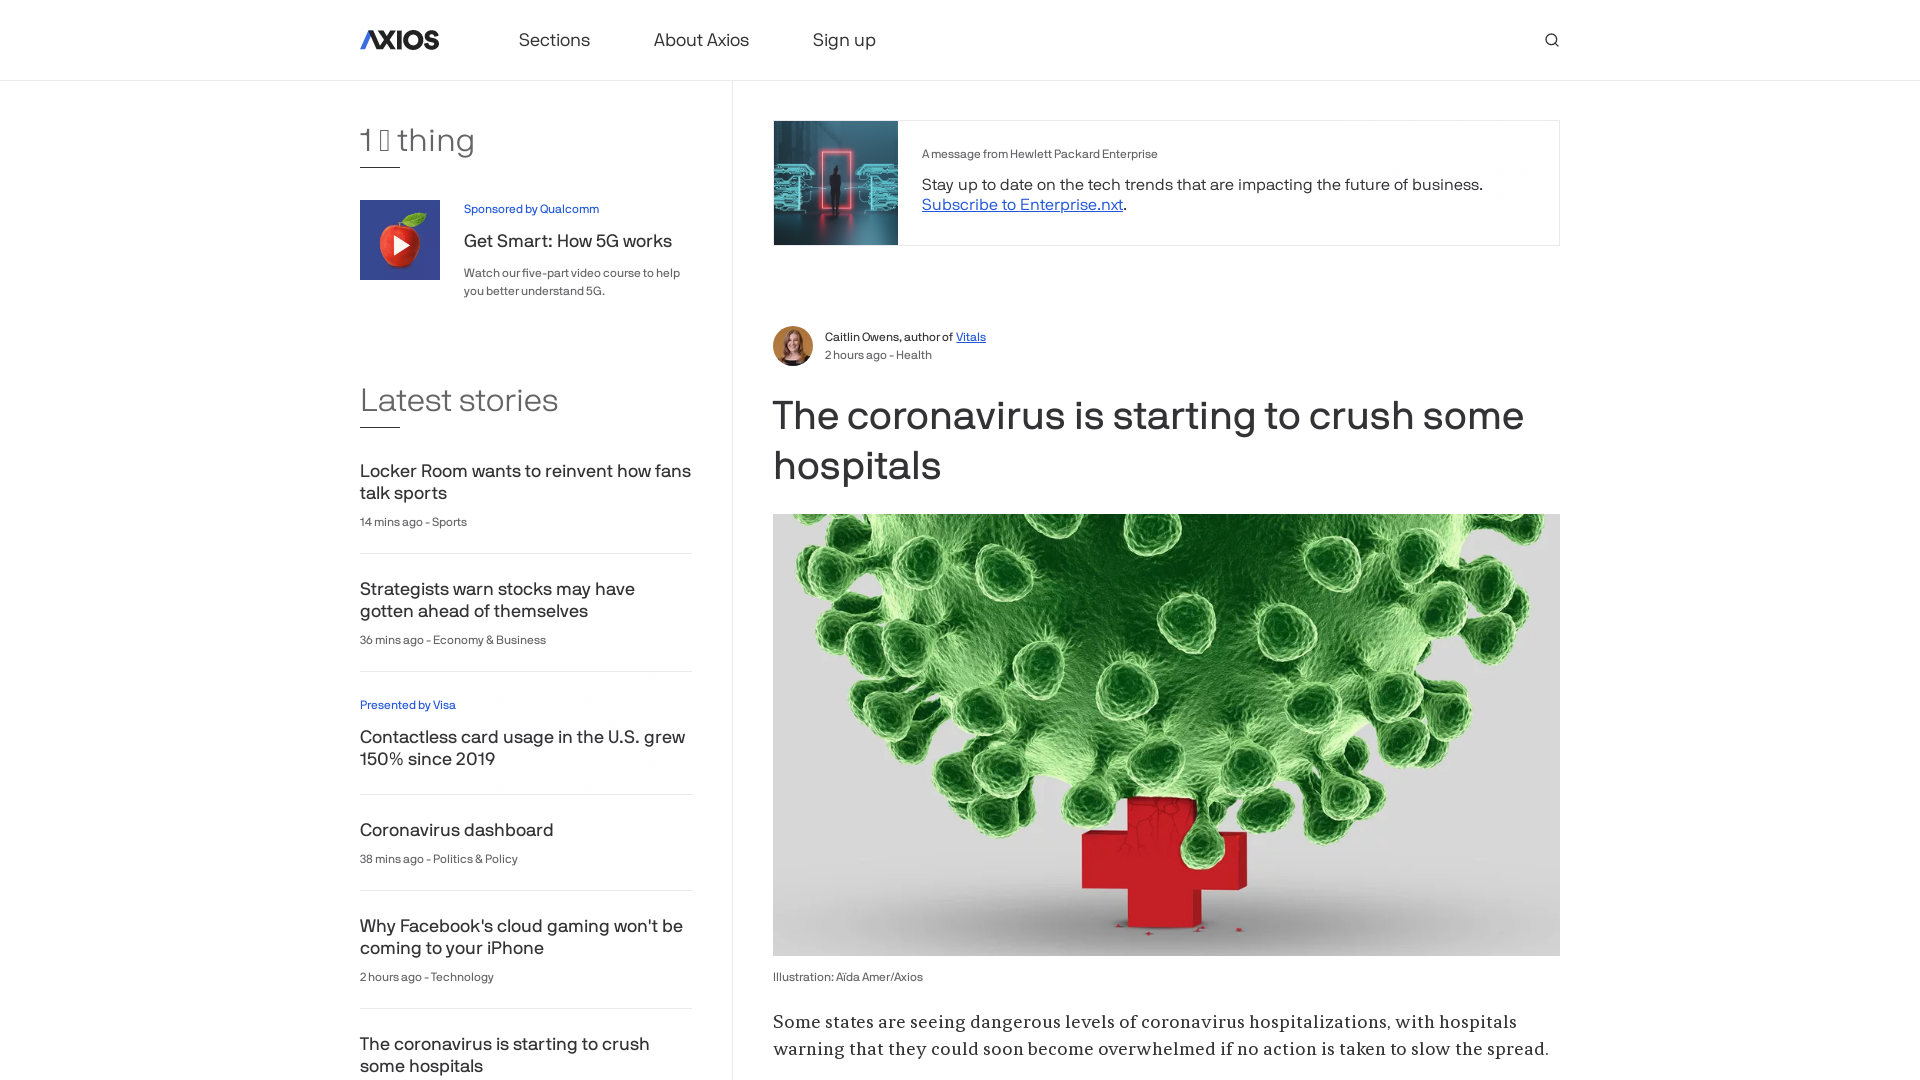 AXIOS
Sections
About Axios
Sign up
1 thing
Sponsored by Qualcomm
Get Smart: How 5G works
Watch our five-part video course to help
you better understand 5G.
Latest stories
Locker Room wants to reinvent how fans
talk sports
14 mins ago - Sports
Strategists warn stocks may have
gotten ahead of themselves
36 mins ago - Economy & Business
Presented by Visa
Contactless card usage in the U.S. grew
150% since 2019
Coronavirus dashboard
38 mins ago - Politics & Policy
Why Facebook's cloud gaming won't be
coming to your iPhone
2 hours ago - Technology
The coronavirus is starting to crush
some hospitals
A message from Hewlett Packard Enterprise
Stay up to date on the tech trends that are impacting the future of business.
Subscribe to Enterprise.nxt.
Caitlin Owens, author of Vitals
2 hours ago - Health
The coronavirus is starting to crush some
hospitals
Illustration: Aïda Amer/Axios
Some states are seeing dangerous levels of coronavirus hospitalizations, with hospitals
warning that they could soon become overwhelmed if no action is taken to slow the spread.